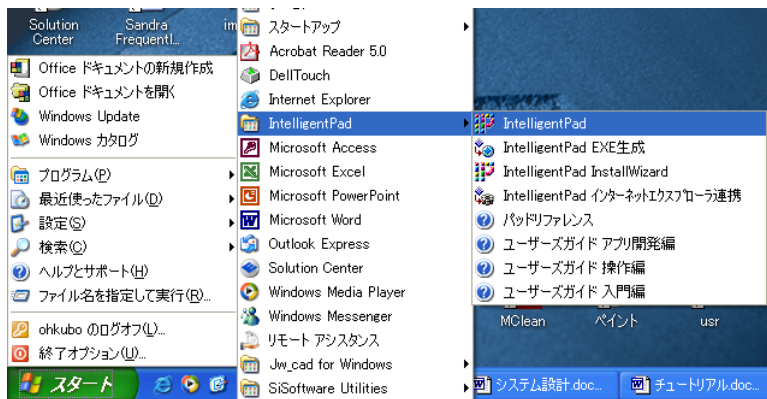 Solution
Center
Sandra
Frequentl...
im
Office ドキュメントの新規作成
Office ドキュメントを開く
Windows Update
Windows カタログ
プログラム(P)
最近使ったファイル(D)
設定(S)
検索(C)
ヘルプとサポート(H)
ファイル名を指定して実行(R)...
ohkubo のログオフ(L)...
終了オプション(U)...
スタート
スタートアップ
Acrobat Reader 5.0
DellTouch
Internet Explorer
IntelligentPad
Microsoft Access
Microsoft Excel
Microsoft PowerPoint
Microsoft Word
Outlook Express
Solution Center
Windows Media Player
Windows Messenger
リモート アシスタンス
Jw_cad for Windows
SiSoftware Utilities
IntelligentPad
IntelligentPad EXE生成
IntelligentPad InstallWizard
IntelligentPad インターネットエクスプローラ連携
パッドリファレンス
ユーザーズガイド アプリ開発編
ユーザーズガイド 操作編
ユーザーズガイド 入門編
MClean
ペイント
usr
システム設計.doc...
チュートリアル.doc...